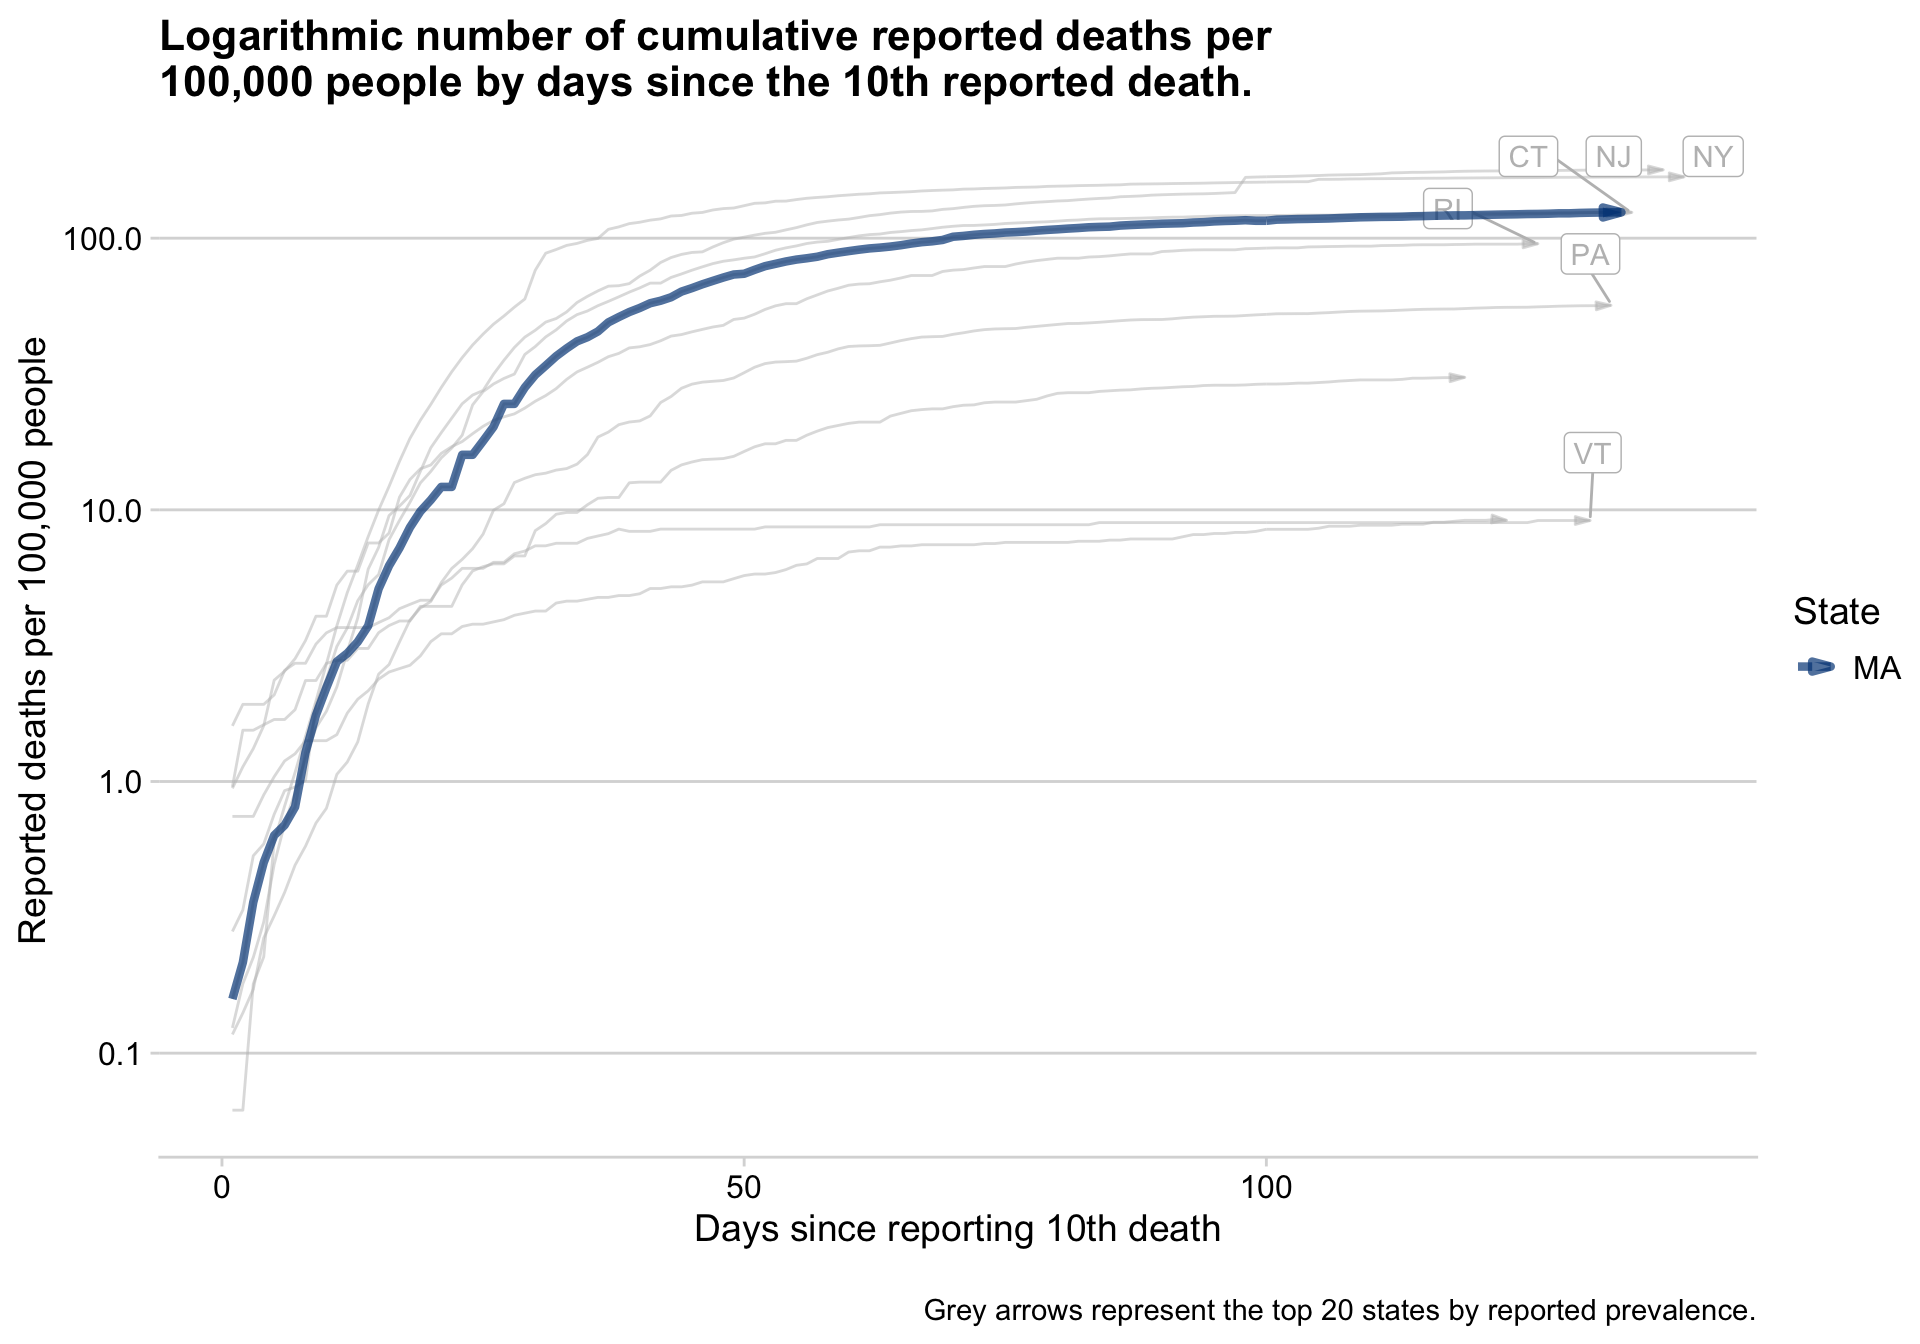 Logarithmic number of cumulative reported deaths per
100,000 people by days since the 10th reported death.
CT
NJ
NY
RI
PA
VT
100.0
10.0
1.0
0.1
Reported deaths per 100,000 people
0
50
100
Days since reporting 10th death
State
MA
Grey arrows represent the top 20 states by reported prevalence.